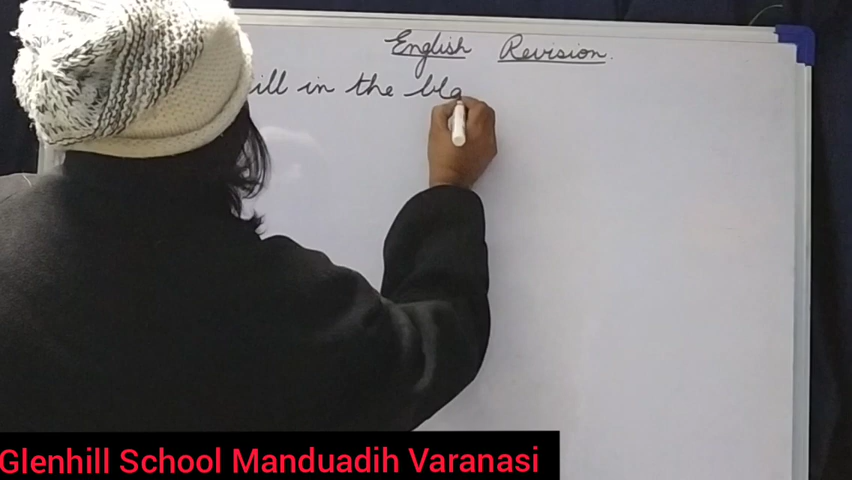 English Revision.
ill in the bla
Glenhill School Manduadih Varanasi